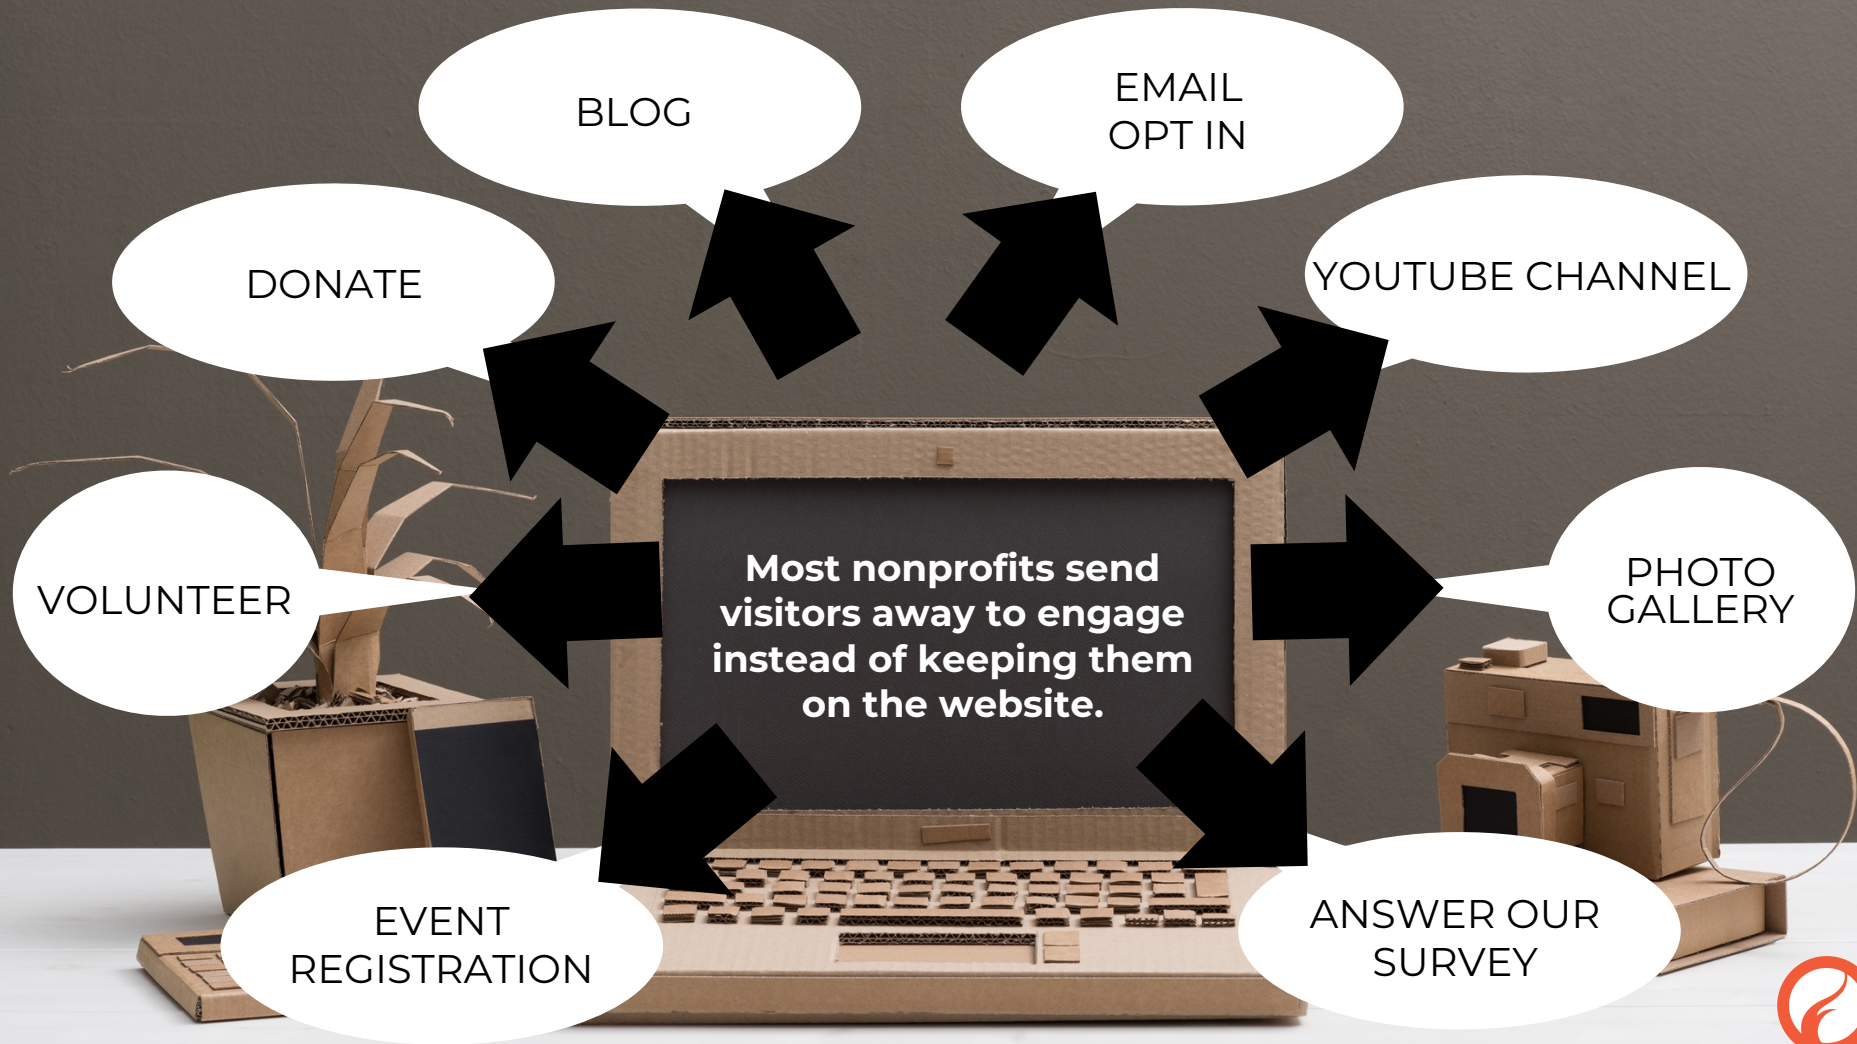 BLOG
EMAIL
OPT IN
DONATE
YOUTUBE CHANNEL
VOLUNTEER
Most nonprofits send
visitors away to engage
instead of keeping them
on the website.
PHOTO
GALLERY
EVENT
REGISTRATION
ANSWER OUR
SURVEY